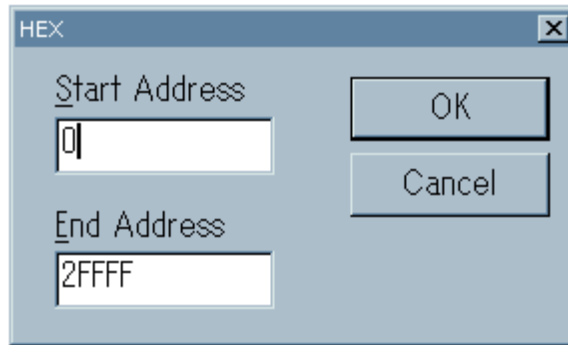 HEX
Start Address
0
OK
Cancel
End Address
2FFFF